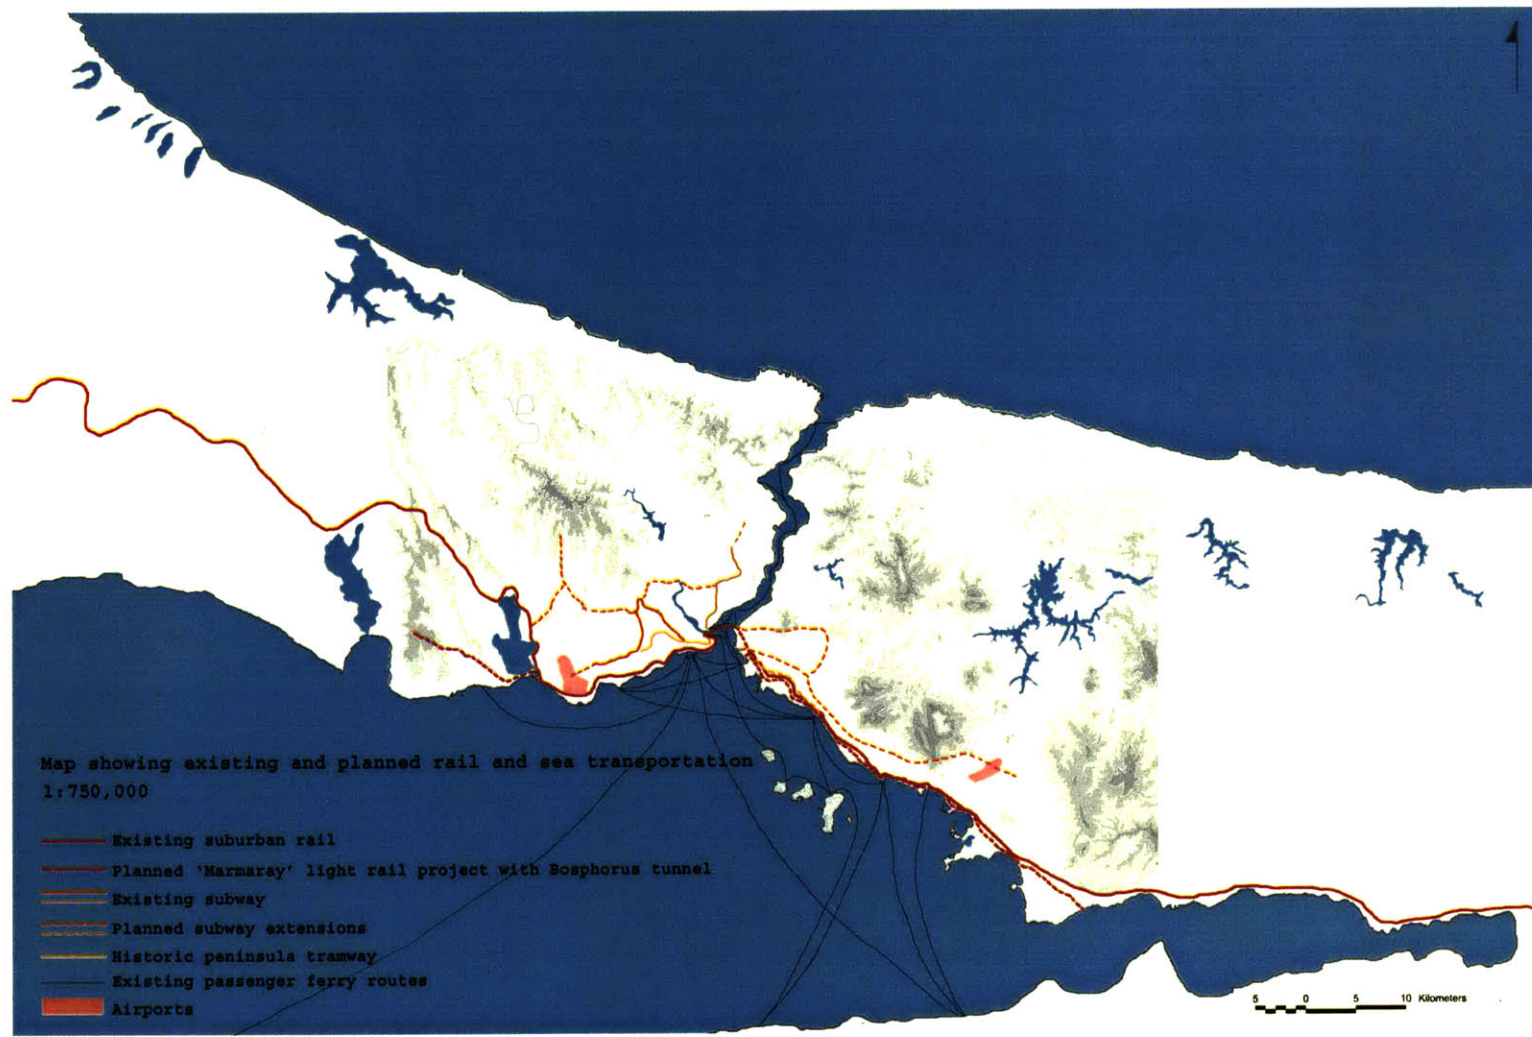 Map showing existing and planned rail and sea transportation
1:750,000
Existing suburban rail
Planned 'Marmaray' light rail project with Bosphorus tunnel
Existing subway
Planned subway extensions
Historic peninsula tramway
Existing passenger ferry routes
Airports
5 0 5 10 Kilometers